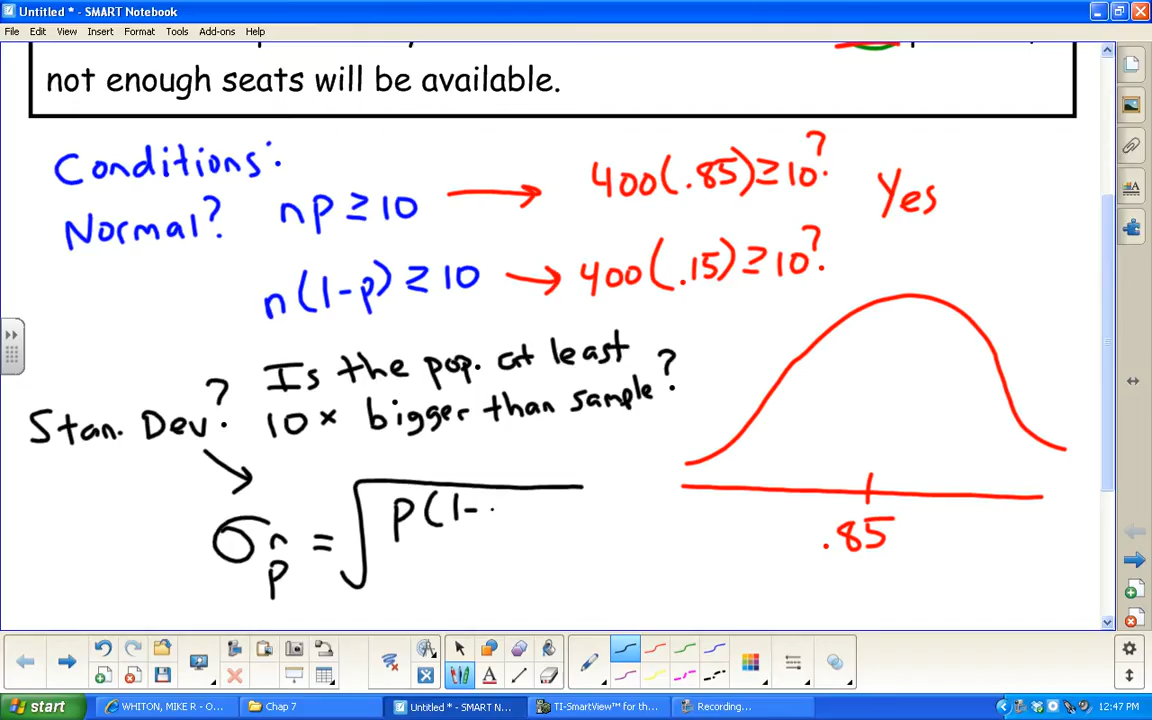 Untitled * - SMART Notebook
File Edit View Insert Format Tools Add-ons Help
not enough seats will be available.
Conditions:
Normal? np ≥ 10 → 400(.85) ≥ 10? Yes
n(1-p) ≥ 10 → 400(.15) ≥ 10?
Is the pop. at least
Stan. Dev.? 10 × bigger than sample?
σp̂ = √p(1-
.85
start WHITON, MIKE R - O... Chap 7 Untitled * - SMART N... TI-SmartView™ for th... Recording... 12:47 PM